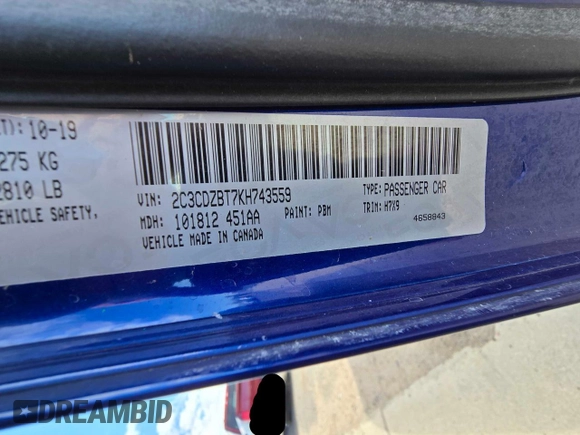 T): 10-19
275 KG
2810 LB
EHICLE SAFETY,
VIN: 2C3CDZBT7KH743559
TYPE: PASSENGER CAR
MDH: 101812 451AA
PAINT: PBM
TRIM: H7X9
VEHICLE MADE IN CANADA
4658843
DREAMBID